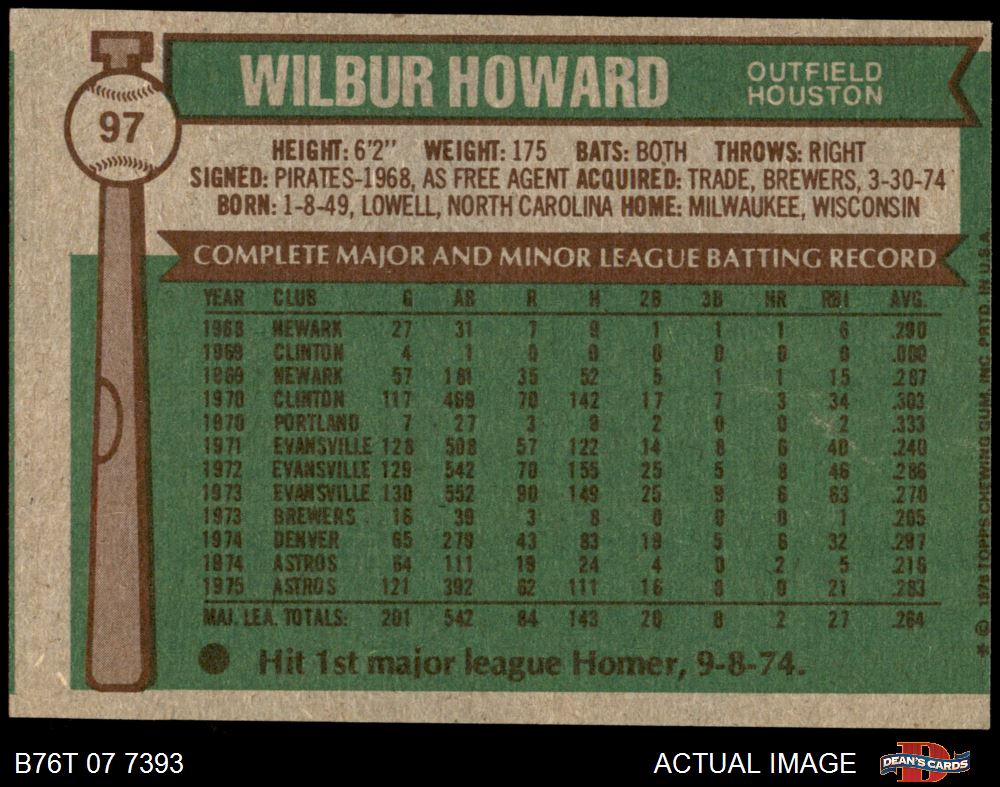 97
WILBUR HOWARD
OUTFIELD
HOUSTON
HEIGHT: 6'2" WEIGHT: 175 BATS: BOTH THROWS: RIGHT
SIGNED: PIRATES-1968, AS FREE AGENT ACQUIRED: TRADE, BREWERS, 3-30-74
BORN: 1-8-49, LOWELL, NORTH CAROLINA HOME: MILWAUKEE, WISCONSIN
COMPLETE MAJOR AND MINOR LEAGUE BATTING RECORD
YEAR CLUB G AB R H 2B 3B HR RBI AVG.
1968 NEWARK 27 31 7 9 1 1 1 6 .290
1969 CLINTON 4 1 0 0 0 0 0 0 .000
1969 NEWARK 57 181 35 52 5 1 1 15 .287
1970 CLINTON 117 469 70 142 17 7 3 34 .303
1970 PORTLAND 7 27 3 9 2 0 0 2 .333
1971 EVANSVILLE 128 508 57 122 14 8 6 40 .240
1972 EVANSVILLE 129 542 70 155 25 5 8 46 .286
1973 EVANSVILLE 130 552 90 149 25 9 6 63 .270
1973 BREWERS 16 39 3 8 0 0 0 1 .205
1974 DENVER 65 279 43 83 19 5 6 32 .297
1974 ASTROS 64 111 19 24 4 0 2 5 .216
1975 ASTROS 121 392 62 111 16 8 0 21 .283
MAJ. LEA. TOTALS: 201 542 84 143 20 8 2 27 .264
Hit 1st major league Homer, 9-8-74.
* © 1976 TOPPS CHEWING GUM, INC. PRTD. IN U.S.A.
B76T 07 7393
ACTUAL IMAGE
DEAN'S CARDS